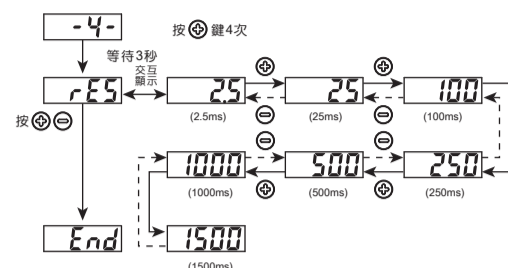 -4-
按⊕鍵4次
等待3秒
交互
顯示
rES
2.5
25
100
(2.5ms)
(25ms)
(100ms)
按⊕⊖
1000
500
250
(1000ms)
(500ms)
(250ms)
End
1500
(1500ms)